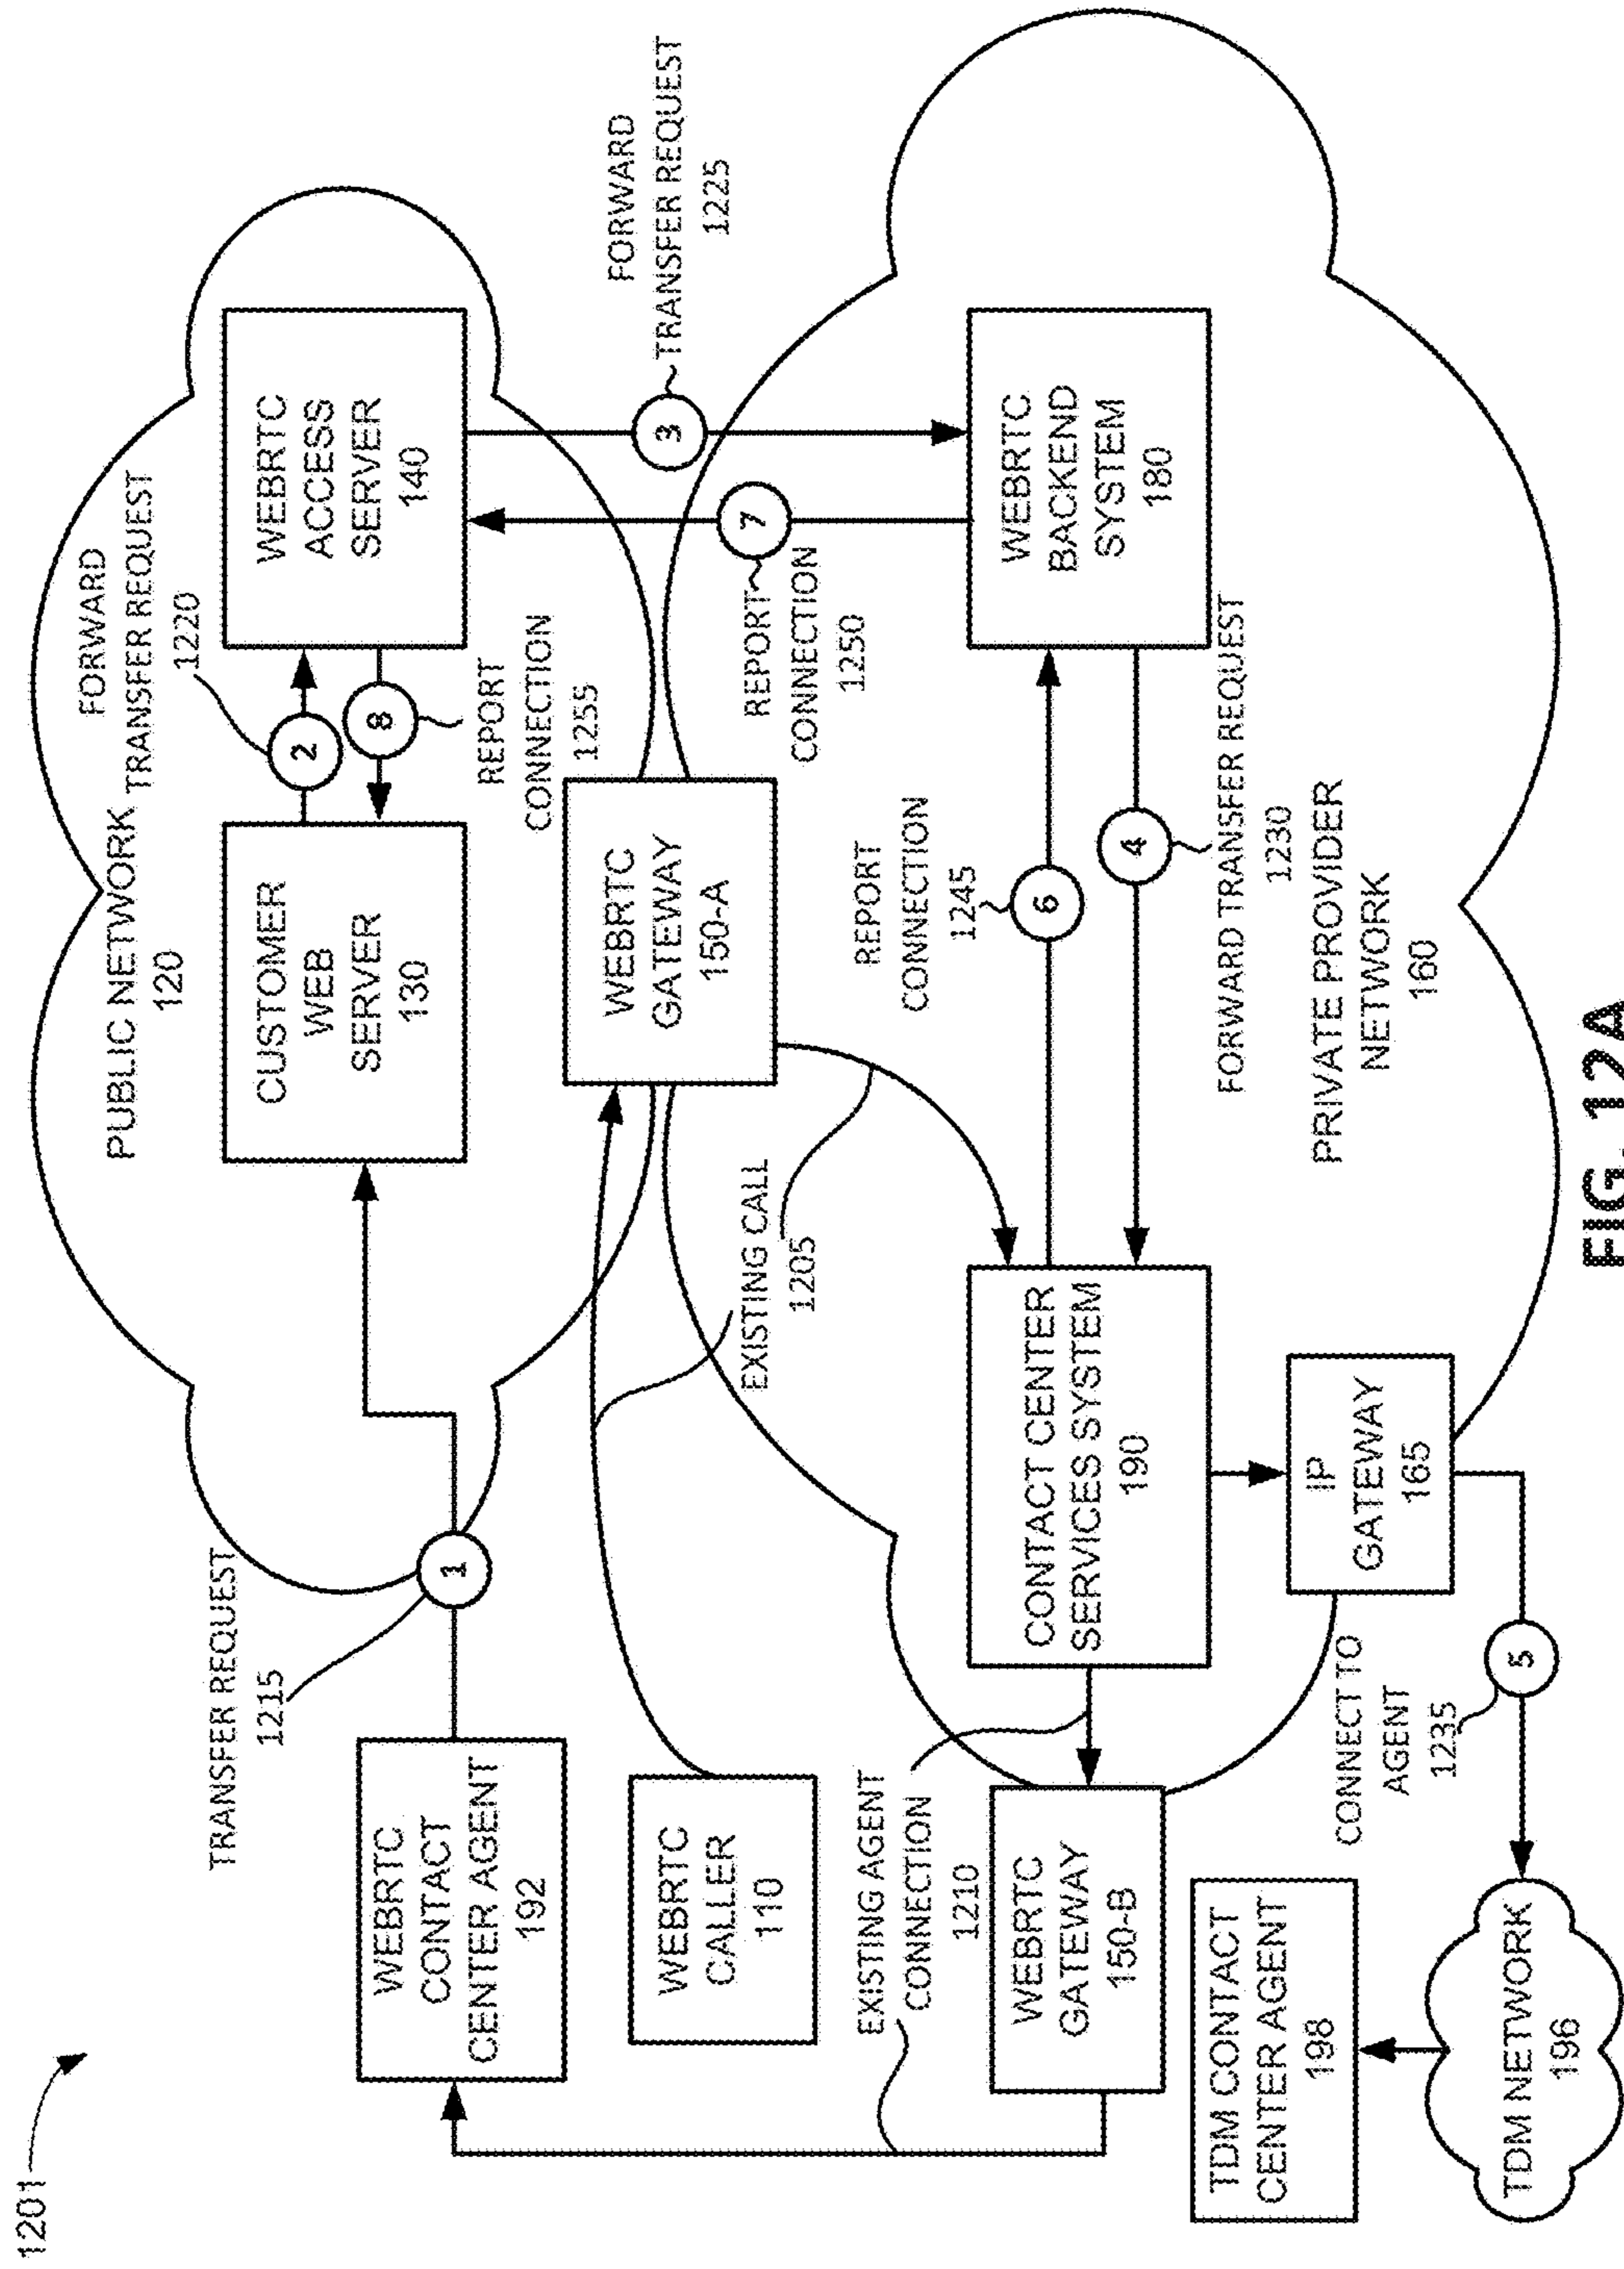 1201
PUBLIC NETWORK
120
FORWARD
TRANSFER REQUEST
1220
TRANSFER REQUEST
1215
1
CUSTOMER
WEB
SERVER
130
2
8
WEBRTC
ACCESS
SERVER
140
REPORT
CONNECTION
1255
FORWARD
TRANSFER REQUEST
1225
3
7
REPORT
CONNECTION
1250
WEBRTC
CONTACT
CENTER AGENT
192
WEBRTC
CALLER
110
WEBRTC
GATEWAY
150-A
EXISTING CALL
1205
EXISTING AGENT
CONNECTION
1210
REPORT
CONNECTION
1245
6
4
WEBRTC
BACKEND
SYSTEM
180
WEBRTC
GATEWAY
150-B
CONTACT CENTER
SERVICES SYSTEM
190
FORWARD TRANSFER REQUEST
1230
PRIVATE PROVIDER
NETWORK
160
IP
GATEWAY
165
CONNECT TO
AGENT
1235
5
TDM CONTACT
CENTER AGENT
198
TDM NETWORK
196
FIG. 12A